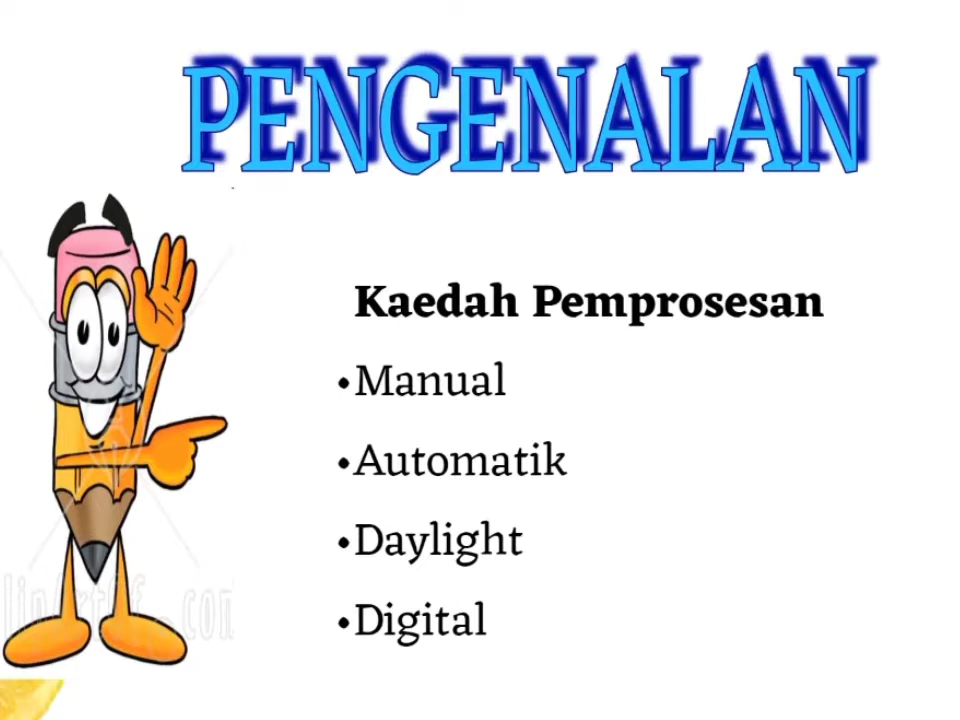 PENGENALAN
Kaedah Pemprosesan
•Manual
•Automatik
•Daylight
•Digital